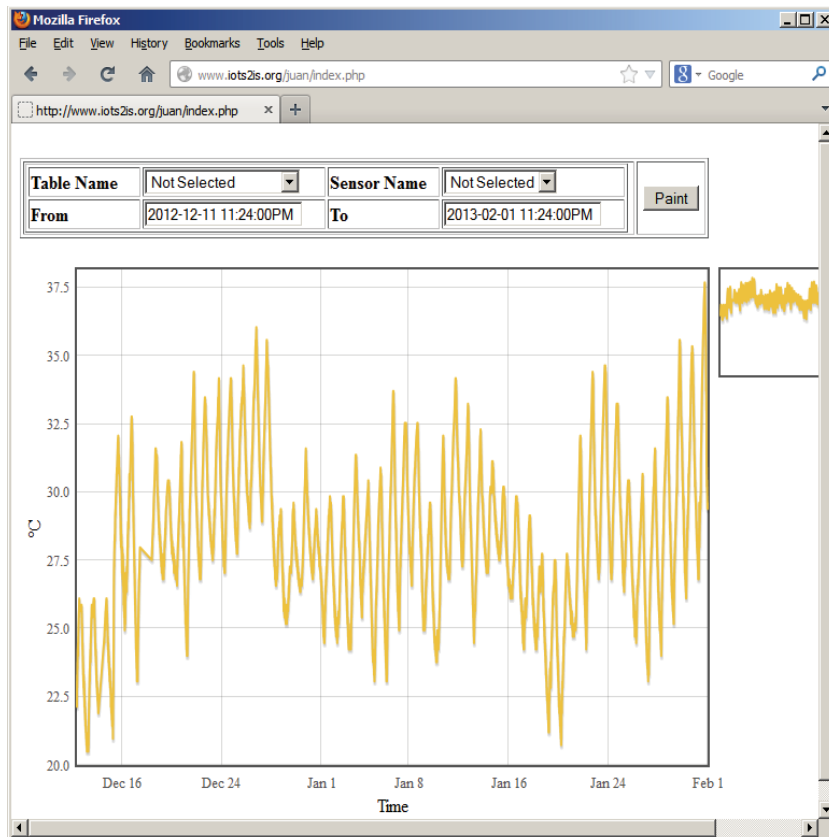 Mozilla Firefox
File Edit View History Bookmarks Tools Help
www.iots2is.org/juan/index.php
Google
http://www.iots2is.org/juan/index.php
Table Name Not Selected Sensor Name Not Selected
Paint
From 2012-12-11 11:24:00PM To 2013-02-01 11:24:00PM
37.5
35.0
32.5
30.0
°C
27.5
25.0
22.5
20.0
Dec 16 Dec 24 Jan 1 Jan 8 Jan 16 Jan 24 Feb 1
Time